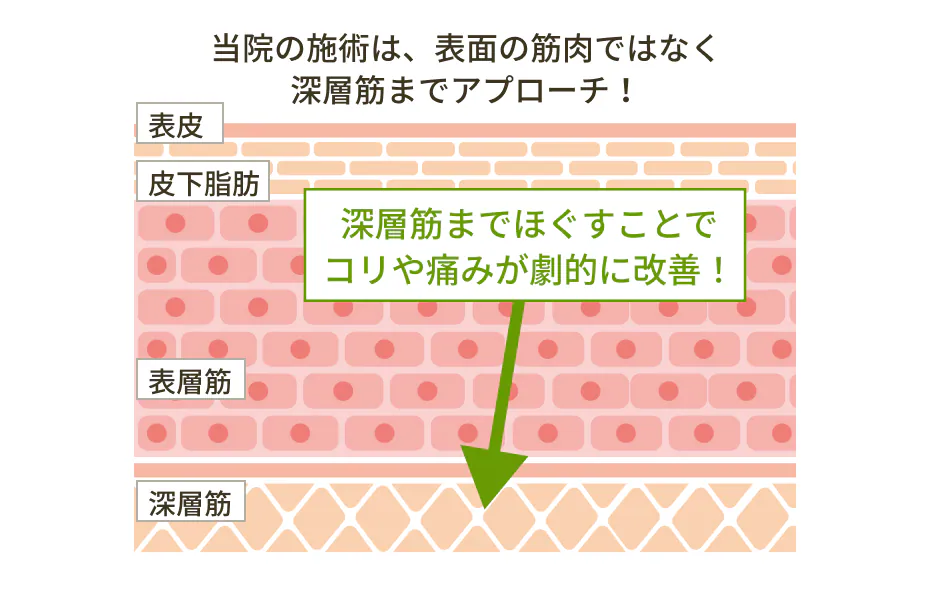 当院の施術は、表面の筋肉ではなく
深層筋までアプローチ！
表皮
皮下脂肪
深層筋までほぐすことで
コリや痛みが劇的に改善！
表層筋
深層筋